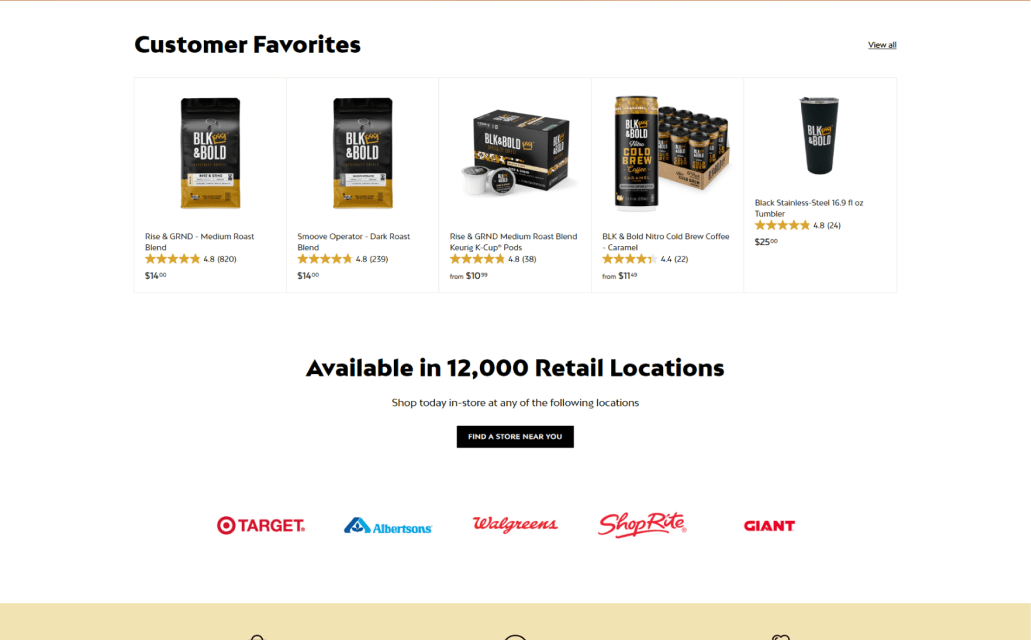 Customer Favorites
View all
BLK
& BOLD
RISE & GRND
BLK
& BOLD
BLK & BOLD
BLK
& BOLD
Nitro
COLD
BREW
Coffee
CARAMEL
BLK
& BOLD
Rise & GRND - Medium Roast
Blend
4.8 (820)
$14.00
Smoove Operator - Dark Roast
Blend
4.8 (239)
$14.00
Rise & GRND Medium Roast Blend
Keurig K-Cup® Pods
4.8 (38)
from $10.99
BLK & Bold Nitro Cold Brew Coffee
- Caramel
4.4 (22)
from $11.49
Black Stainless-Steel 16.9 fl oz
Tumbler
4.8 (24)
$25.00
Available in 12,000 Retail Locations
Shop today in-store at any of the following locations
FIND A STORE NEAR YOU
TARGET
Albertsons
Walgreens
ShopRite
GIANT